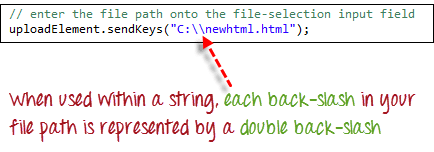 // enter the file path onto the file-selection input field
uploadElement.sendKeys("C:\\newhtml.html");
When used within a string, each back-slash in your
file path is represented by a double back-slash